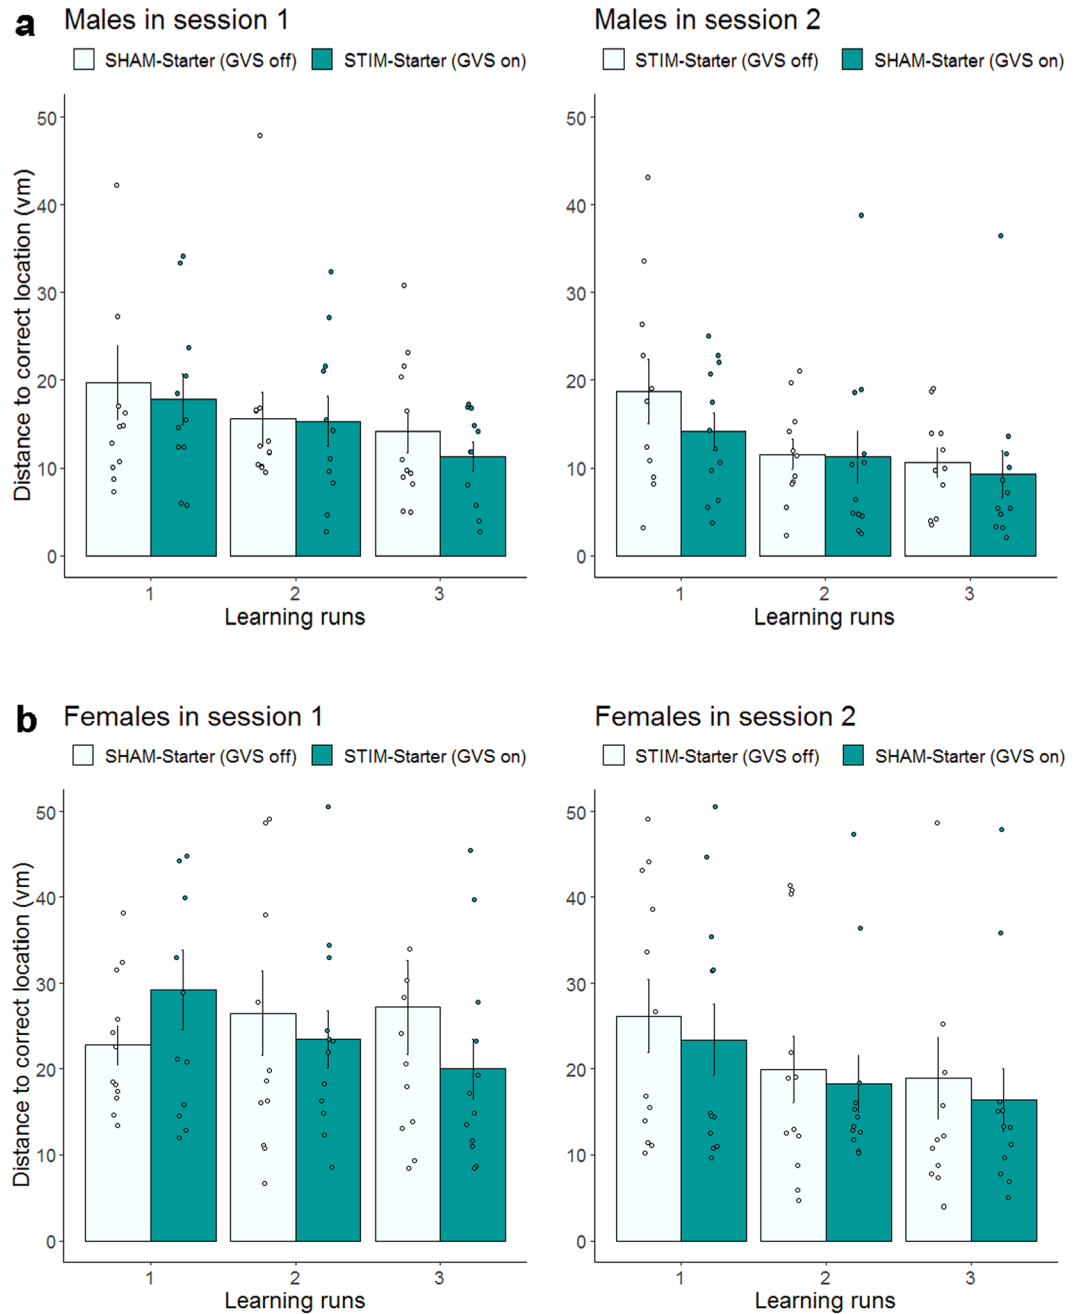 a Males in session 1
SHAM-Starter (GVS off) STIM-Starter (GVS on)
Distance to correct location (vm)
50
40
30
20
10
0
1 2 3
Learning runs
Males in session 2
STIM-Starter (GVS off) SHAM-Starter (GVS on)
50
40
30
20
10
0
1 2 3
Learning runs
b Females in session 1
SHAM-Starter (GVS off) STIM-Starter (GVS on)
Distance to correct location (vm)
50
40
30
20
10
0
1 2 3
Learning runs
Females in session 2
STIM-Starter (GVS off) SHAM-Starter (GVS on)
50
40
30
20
10
0
1 2 3
Learning runs